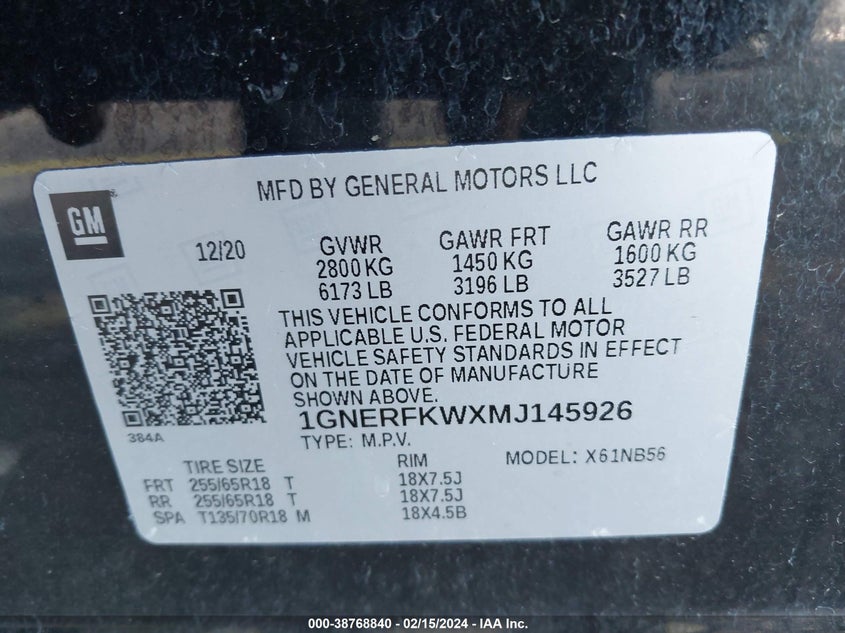 MFD BY GENERAL MOTORS LLC
GM
12/20
GVWR
2800 KG
6173 LB
GAWR FRT
1450 KG
3196 LB
GAWR RR
1600 KG
3527 LB
THIS VEHICLE CONFORMS TO ALL
APPLICABLE U.S. FEDERAL MOTOR
VEHICLE SAFETY STANDARDS IN EFFECT
ON THE DATE OF MANUFACTURE
SHOWN ABOVE.
384A
1GNERFKWXMJ145926
TYPE: M.P.V.
MODEL: X61NB56
TIRE SIZE RIM
FRT 255/65R18 T 18X7.5J
RR 255/65R18 T 18X7.5J
SPA T135/70R18 M 18X4.5B
000-38768840 - 02/15/2024 - IAA Inc.